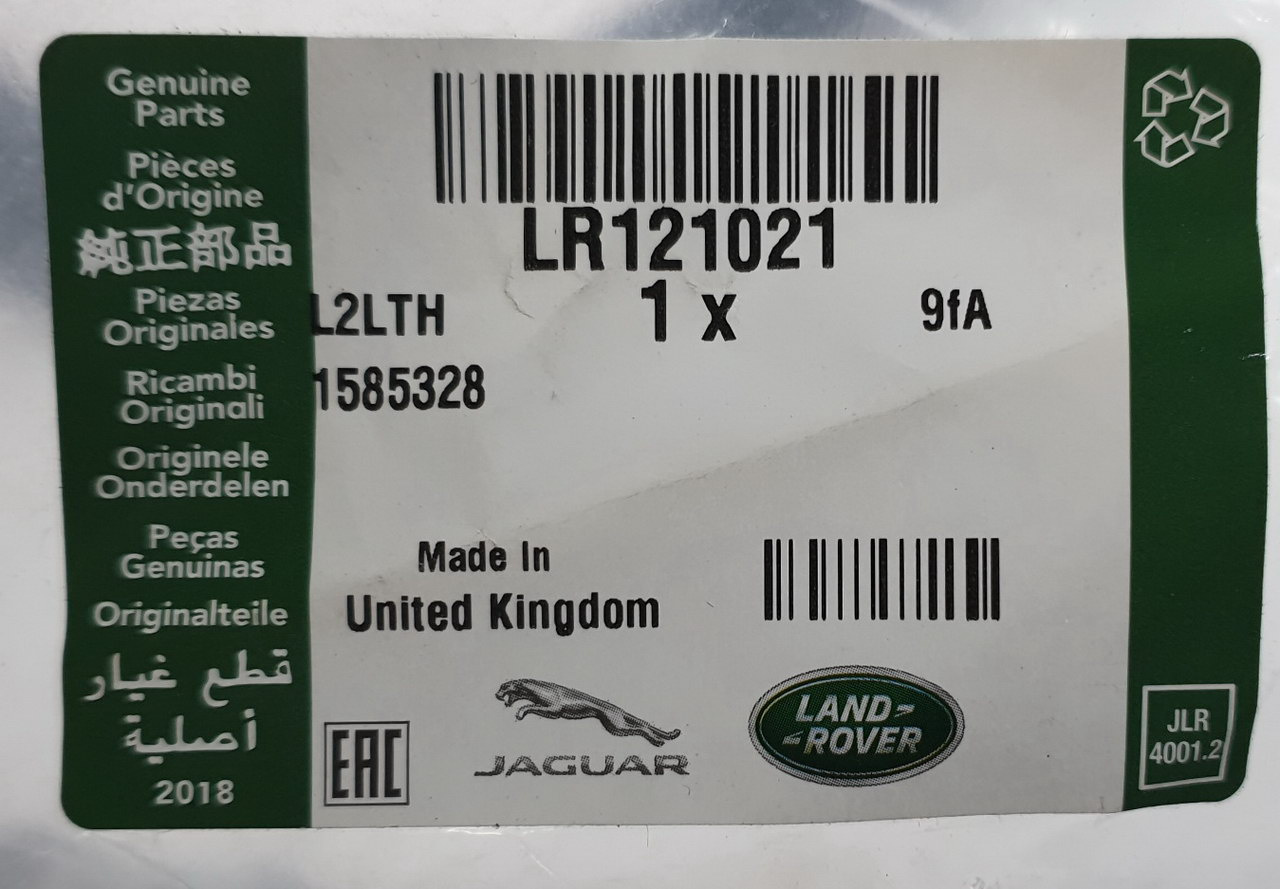 Genuine
Parts
Pièces
d'Origine
純正部品
Piezas
Originales
Ricambi
Originali
Originele
Onderdelen
Peças
Genuinas
Originalteile
قطع غيار
أصلية
2018
LR121021
L2LTH 1 x 9fA
1585328
Made In
United Kingdom
EAC
JAGUAR
LAND-
-ROVER
JLR
4001.2